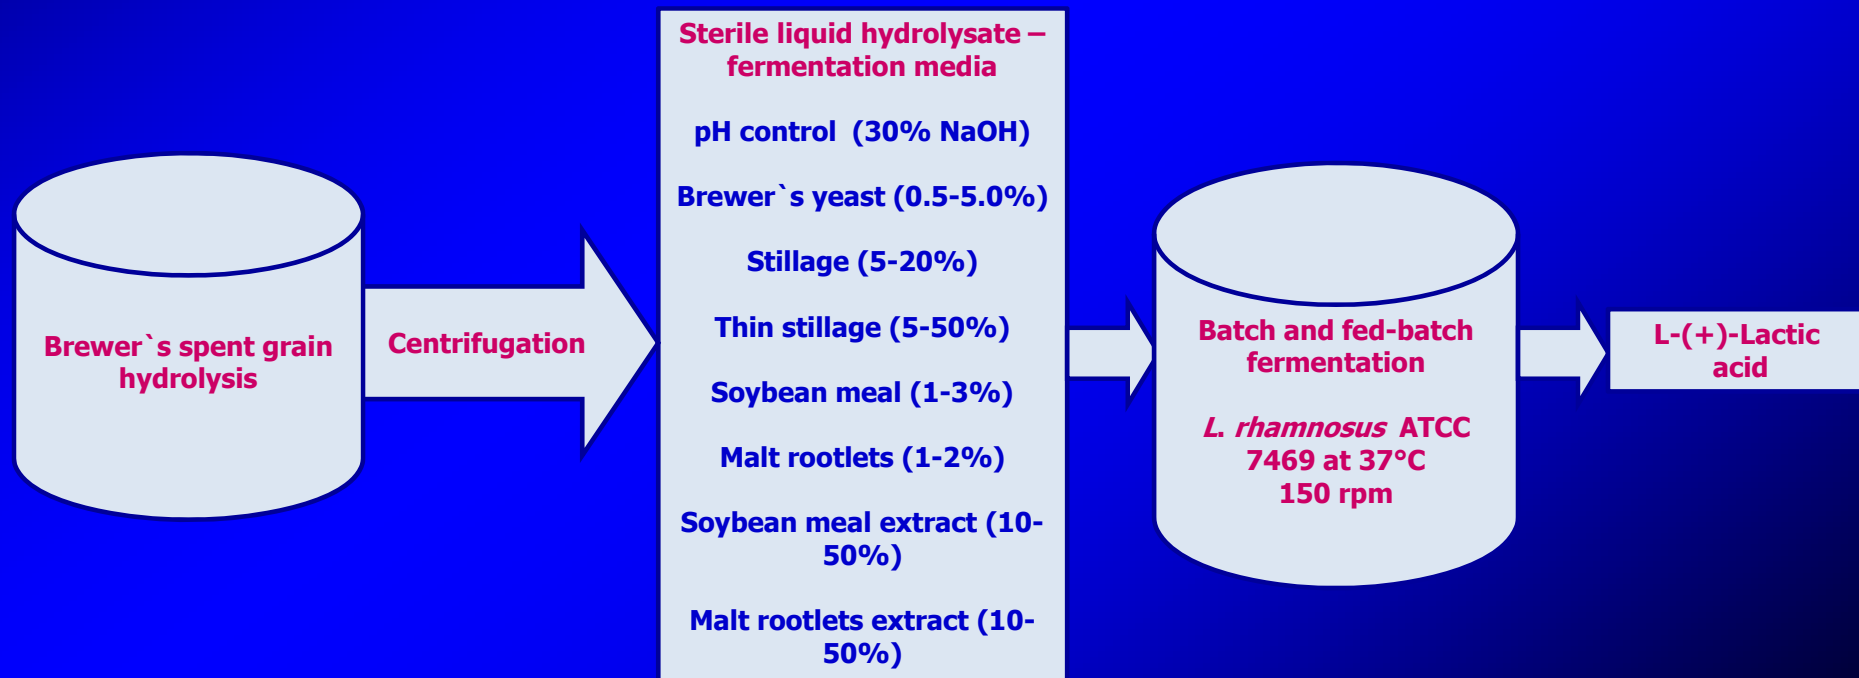 Brewer`s spent grain
hydrolysis
Centrifugation
Sterile liquid hydrolysate –
fermentation media
pH control  (30% NaOH)
Brewer`s yeast (0.5-5.0%)
Stillage (5-20%)
Thin stillage (5-50%)
Soybean meal (1-3%)
Malt rootlets (1-2%)
Soybean meal extract (10-
50%)
Malt rootlets extract (10-
50%)
Batch and fed-batch
fermentation
L. rhamnosus ATCC
7469 at 37°C
150 rpm
L-(+)-Lactic
acid